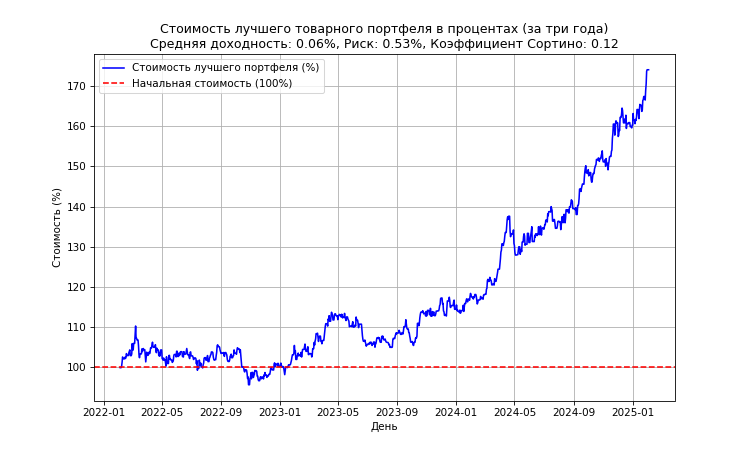 Стоимость лучшего товарного портфеля в процентах (за три года)
Средняя доходность: 0.06%, Риск: 0.53%, Коэффициент Сортино: 0.12
Стоимость лучшего портфеля (%)
Начальная стоимость (100%)
Стоимость (%)
170
160
150
140
130
120
110
100
2022-01 2022-05 2022-09 2023-01 2023-05 2023-09 2024-01 2024-05 2024-09 2025-01
День